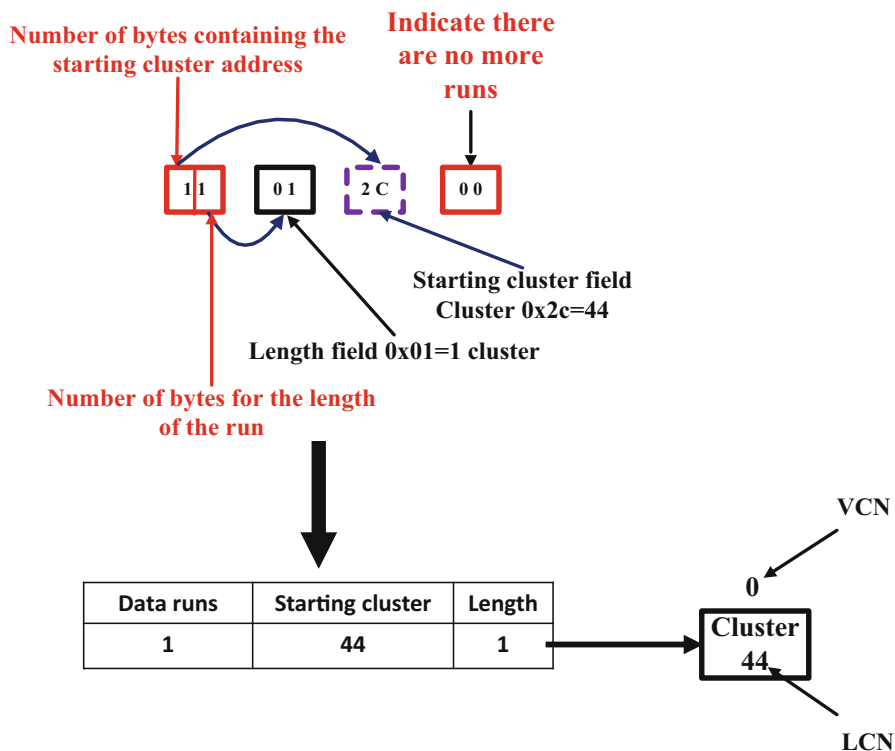 Number of bytes containing the
starting cluster address
Indicate there
are no more
runs
1 1
0 1
2 C
0 0
Starting cluster field
Cluster 0x2c=44
Length field 0x01=1 cluster
Number of bytes for the length
of the run
VCN
0
Data runs Starting cluster Length
1 44 1
Cluster
44
LCN